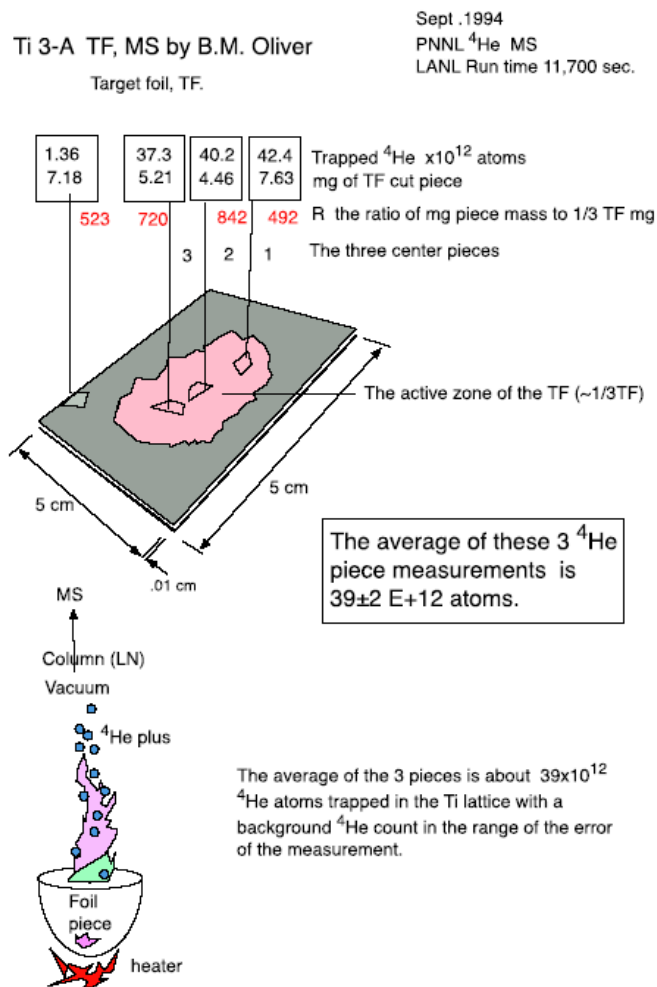 Sept .1994
Ti 3-A TF, MS by B.M. Oliver
PNNL ⁴He MS
LANL Run time 11,700 sec.
Target foil, TF.
1.36 37.3 40.2 42.4 Trapped ⁴He x10¹² atoms
7.18 5.21 4.46 7.63 mg of TF cut piece
523 720 842 492 R the ratio of mg piece mass to 1/3 TF mg
3 2 1 The three center pieces
The active zone of the TF (~1/3TF)
5 cm
5 cm
.01 cm
The average of these 3 ⁴He
piece measurements is
39±2 E+12 atoms.
MS
Column (LN)
Vacuum
⁴He plus
The average of the 3 pieces is about 39x10¹²
⁴He atoms trapped in the Ti lattice with a
background ⁴He count in the range of the error
of the measurement.
Foil
piece
heater